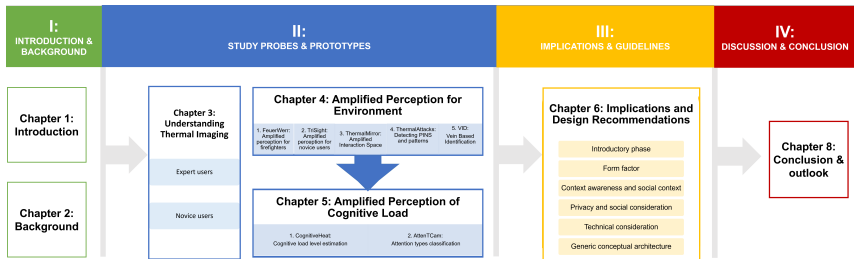 I:
INTRODUCTION &
BACKGROUND
II:
STUDY PROBES & PROTOTYPES
III:
IMPLICATIONS & GUIDELINES
IV:
DISCUSSION & CONCLUSION
Chapter 1:
Introduction
Chapter 2:
Background
Chapter 3:
Understanding
Thermal Imaging
Expert users
Novice users
Chapter 4: Amplified Perception for
Environment
1. FeuerWerr:
Amplified
perception for
firefighters
2. TriSight:
Amplified
perception for
novice users
3. ThermalMirror:
Amplified
Interaction Space
4. ThermalAttacks:
Detecting PINS
and patterns
5. VID:
Vein Based
Identification
Chapter 5: Amplified Perception of
Cognitive Load
1. CognitiveHeat:
Cognitive load level estimation
2. AttenTCam:
Attention types classification
Chapter 6: Implications and
Design Recommendations
Introductory phase
Form factor
Context awareness and social context
Privacy and social consideration
Technical consideration
Generic conceptual architecture
Chapter 8:
Conclusion &
outlook